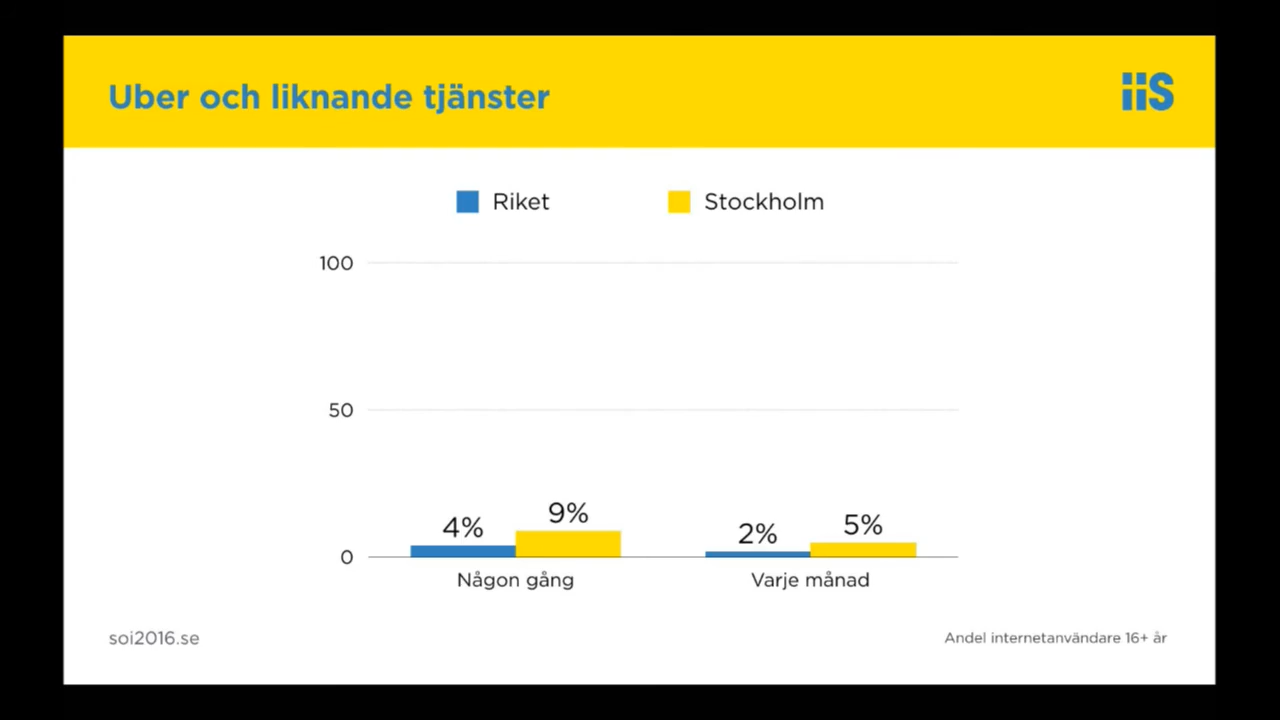 Uber och liknande tjänster
iis
Riket
Stockholm
100
50
0
4%
9%
2%
5%
Någon gång
Varje månad
soi2016.se
Andel internetanvändare 16+ år